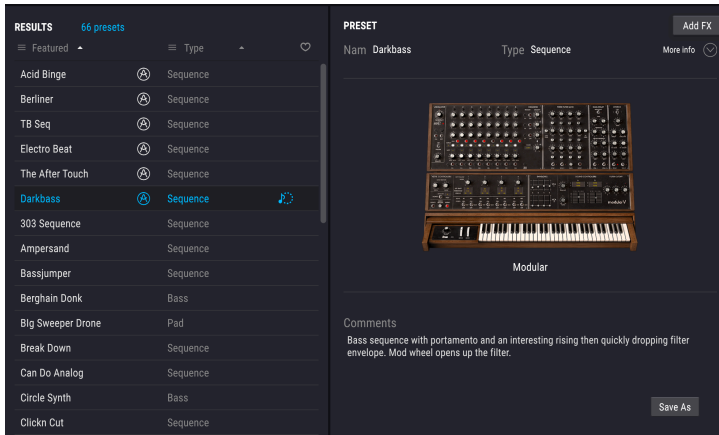 RESULTS 66 presets
Featured Type
Acid Binge Sequence
Berliner Sequence
TB Seq Sequence
Electro Beat Sequence
The After Touch Sequence
Darkbass Sequence
303 Sequence Sequence
Ampersand Sequence
Bassjumper Sequence
Berghain Donk Bass
BIg Sweeper Drone Pad
Break Down Sequence
Can Do Analog Sequence
Circle Synth Bass
Clickn Cut Sequence
PRESET Add FX
Nam Darkbass Type Sequence More info
modular V
Modular
Comments
Bass sequence with portamento and an interesting rising then quickly dropping filter
envelope. Mod wheel opens up the filter.
Save As